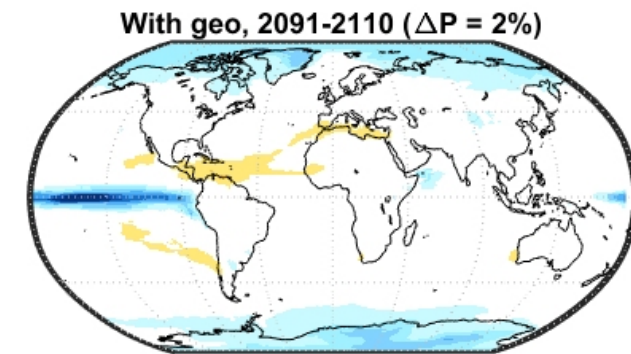 With geo, 2091-2110 (△P = 2%)